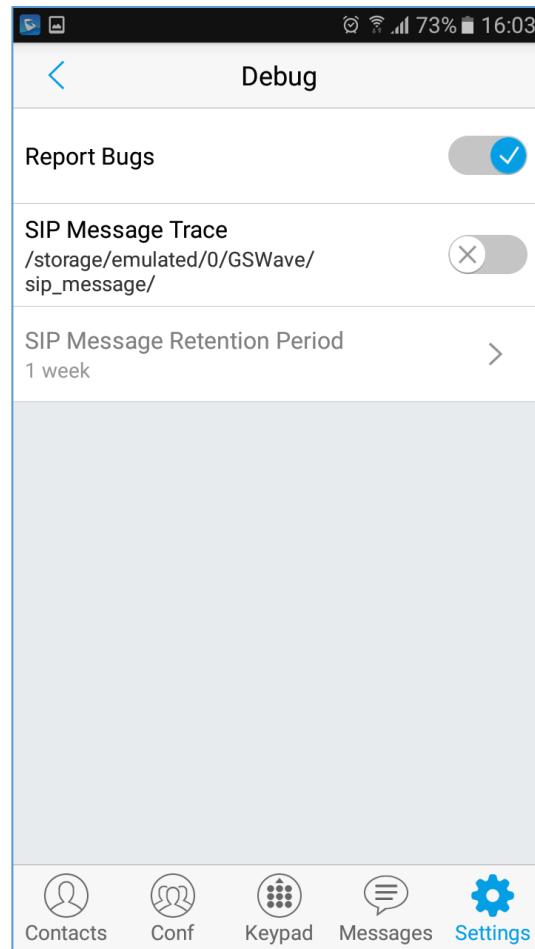 73% 16:03
Debug
Report Bugs
SIP Message Trace
/storage/emulated/0/GSWave/
sip_message/
SIP Message Retention Period
1 week
Contacts Conf Keypad Messages Settings